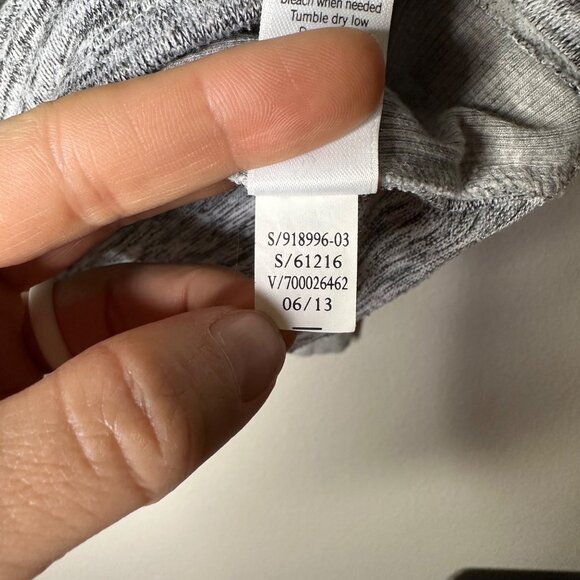 Bleach when needed
Tumble dry low
S/918996-03
S/61216
V/700026462
06/13